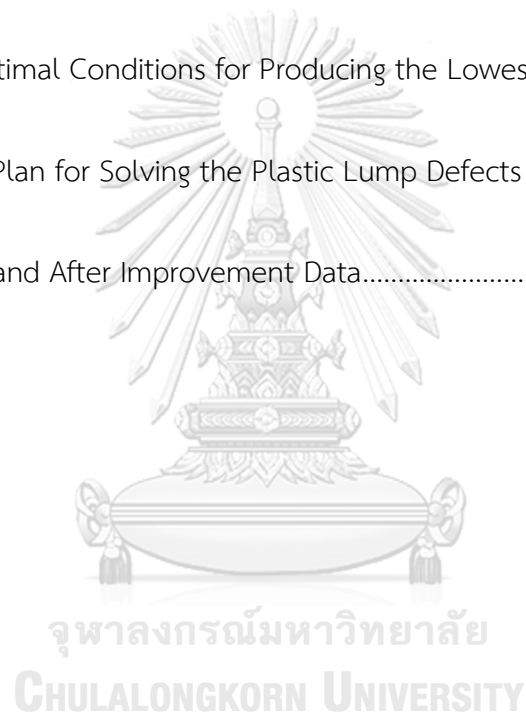 timal Conditions for Producing the Lowes
Plan for Solving the Plastic Lump Defects
and After Improvement Data......................
จุฬาลงกรณ์มหาวิทยาลัย
CHULALONGKORN UNIVERSITY